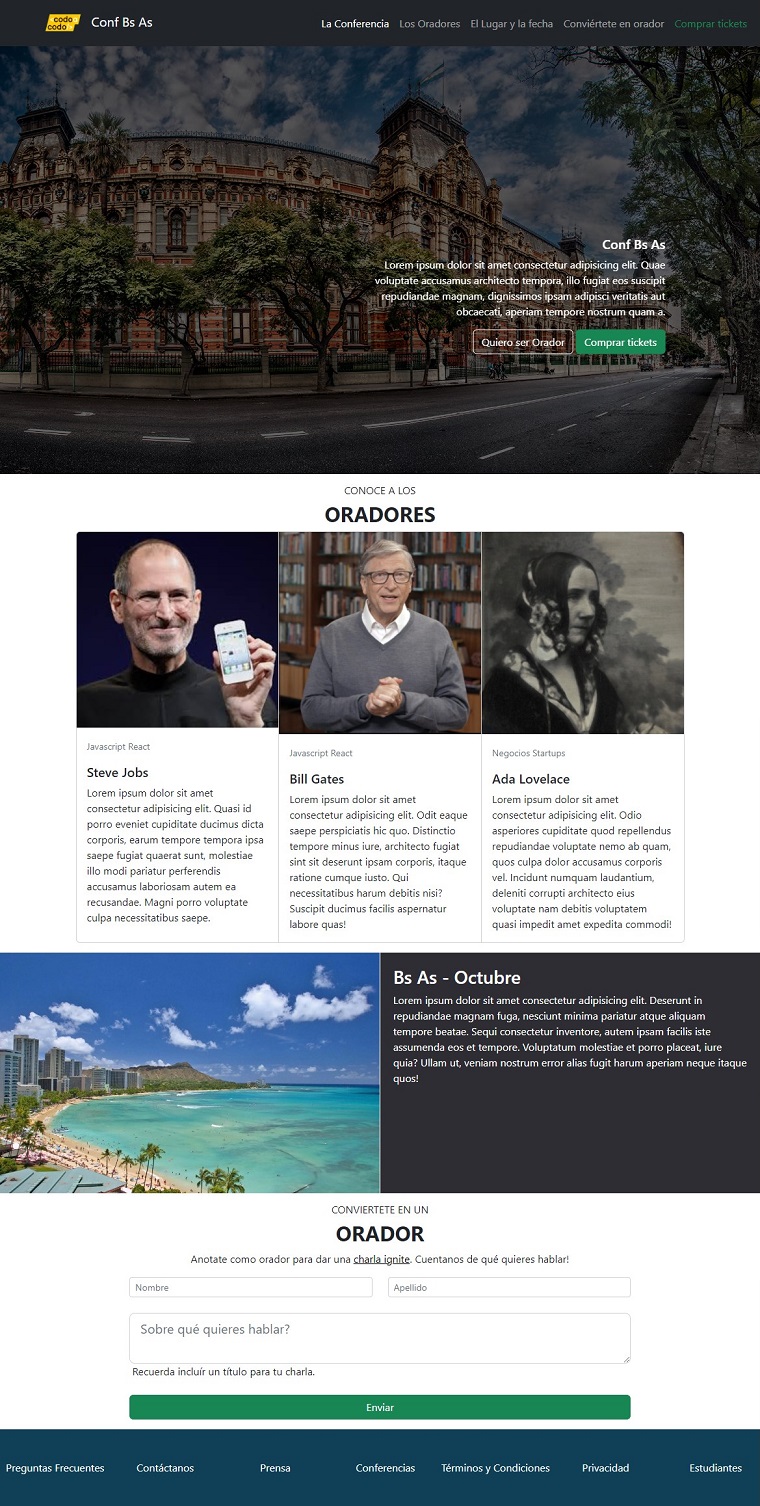 codo
codo
Conf Bs As
La Conferencia
Los Oradores
El Lugar y la fecha
Conviértete en orador
Comprar tickets
Conf Bs As
Lorem ipsum dolor sit amet consectetur adipisicing elit. Quae
voluptate accusamus architecto tempora, illo fugiat eos suscipit
repudiandae magnam, dignissimos ipsam adipisci veritatis aut
obcaecati, aperiam tempore nostrum quam a.
Quiero ser Orador
Comprar tickets
CONOCE A LOS
ORADORES
Javascript React
Steve Jobs
Lorem ipsum dolor sit amet
consectetur adipisicing elit. Quasi id
porro eveniet cupiditate ducimus dicta
corporis, earum tempore tempora ipsa
saepe fugiat quaerat sunt, molestiae
illo modi pariatur perferendis
accusamus laboriosam autem ea
recusandae. Magni porro voluptate
culpa necessitatibus saepe.
Javascript React
Bill Gates
Lorem ipsum dolor sit amet
consectetur adipisicing elit. Odit eaque
saepe perspiciatis hic quo. Distinctio
tempore minus iure, architecto fugiat
sint sit deserunt ipsam corporis, itaque
ratione cumque iusto. Qui
necessitatibus harum debitis nisi?
Suscipit ducimus facilis aspernatur
labore quas!
Negocios Startups
Ada Lovelace
Lorem ipsum dolor sit amet
consectetur adipisicing elit. Odio
asperiores cupiditate quod repellendus
repudiandae voluptate nemo ab quam,
quos culpa dolor accusamus corporis
vel. Incidunt numquam laudantium,
deleniti corrupti architecto eius
voluptate nam debitis voluptatem
quasi impedit amet expedita commodi!
Bs As - Octubre
Lorem ipsum dolor sit amet consectetur adipisicing elit. Deserunt in
repudiandae magnam fuga, nesciunt minima pariatur atque aliquam
tempore beatae. Sequi consectetur inventore, autem ipsam facilis iste
assumenda eos et tempore. Voluptatum molestiae et porro placeat, iure
quia? Ullam ut, veniam nostrum error alias fugit harum aperiam neque itaque
quos!
CONVIERTETE EN UN
ORADOR
Anotate como orador para dar una charla ignite. Cuentanos de qué quieres hablar!
Nombre
Apellido
Sobre qué quieres hablar?
Recuerda incluír un título para tu charla.
Enviar
Preguntas Frecuentes
Contáctanos
Prensa
Conferencias
Términos y Condiciones
Privacidad
Estudiantes